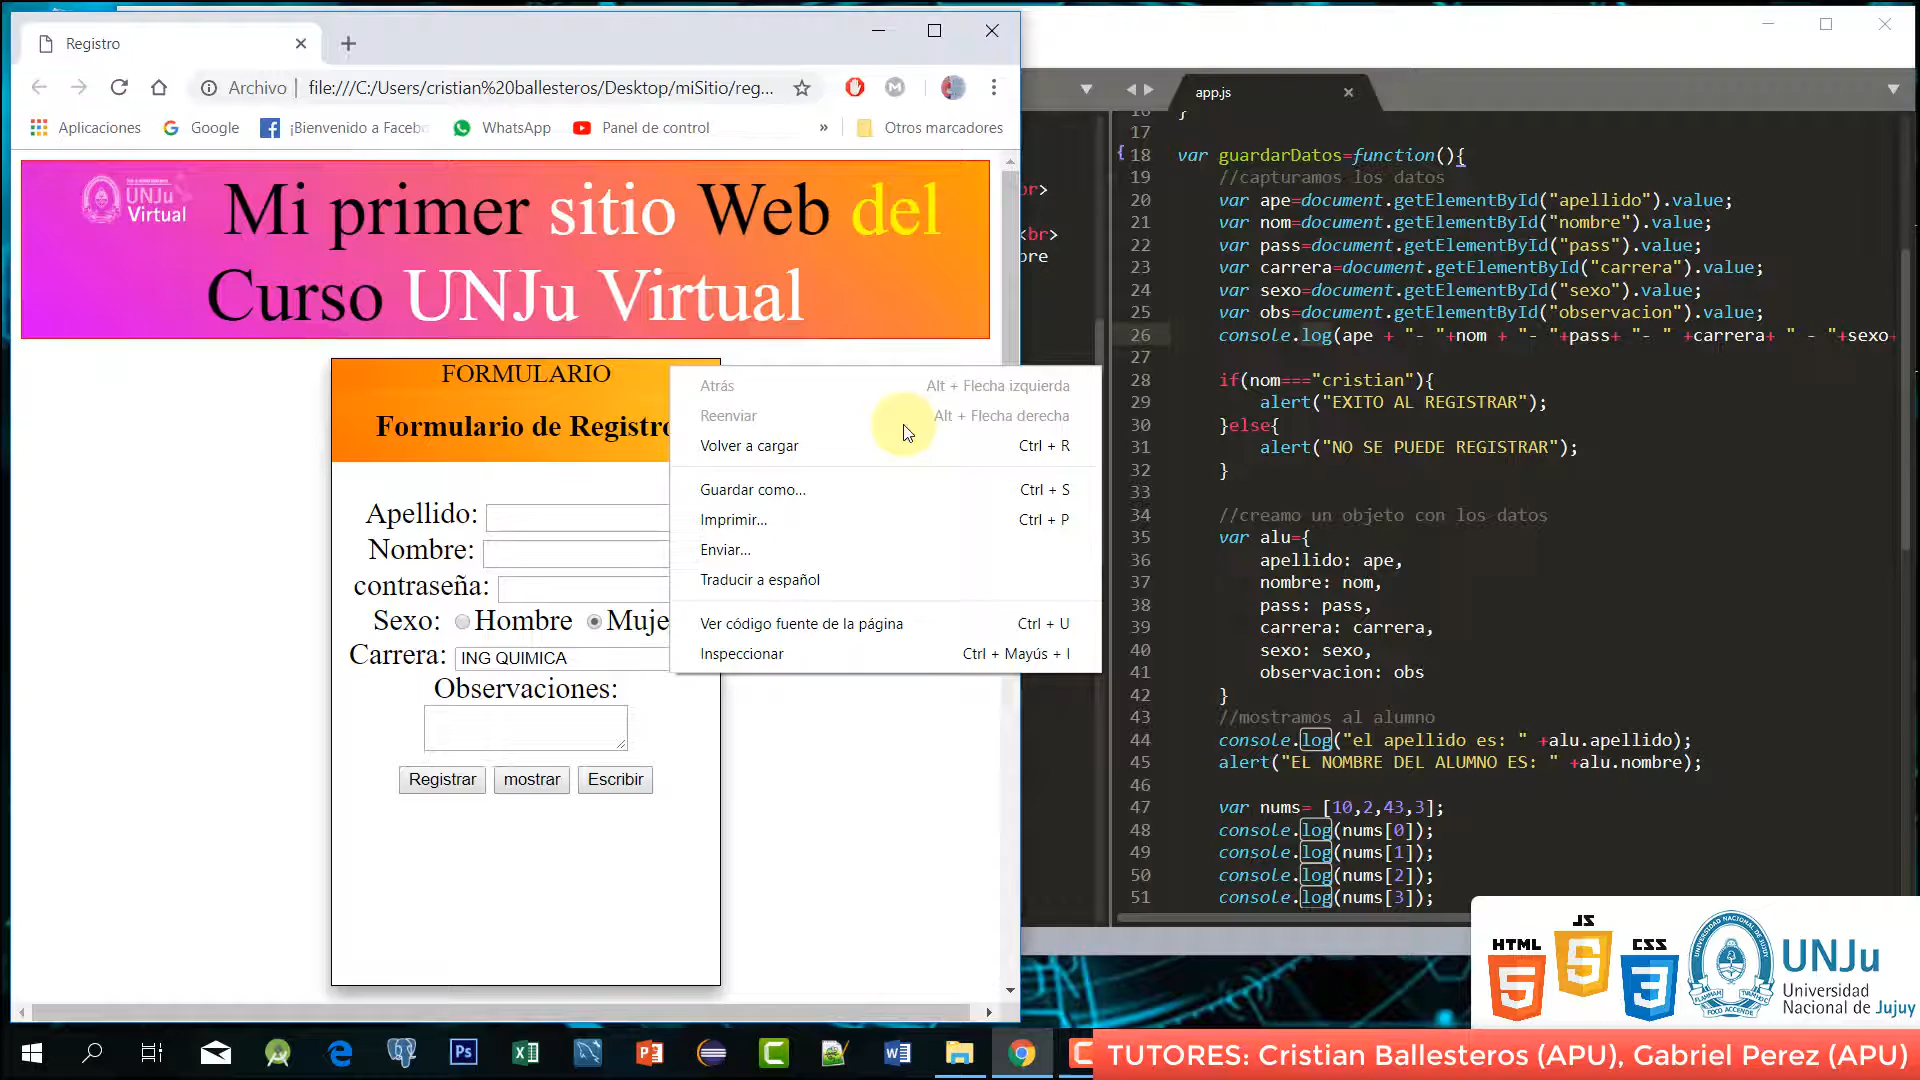 Registro
Archivo | file:///C:/Users/cristian%20ballesteros/Desktop/miSitio/reg...
Aplicaciones
Google
¡Bienvenido a Facebo
WhatsApp
Panel de control
»
Otros marcadores
UNJu
Virtual
Mi primer sitio Web del
Curso UNJu Virtual
FORMULARIO
Formulario de Registro
Apellido:
Nombre:
contraseña:
Sexo: Hombre Muje
Carrera: ING QUIMICA
Observaciones:
Registrar
mostrar
Escribir
Atrás Alt + Flecha izquierda
Reenviar Alt + Flecha derecha
Volver a cargar Ctrl + R
Guardar como... Ctrl + S
Imprimir... Ctrl + P
Enviar...
Traducir a español
Ver código fuente de la página Ctrl + U
Inspeccionar Ctrl + Mayús + I
br>
<br>
bre
app.js
16 }
17
18 var guardarDatos=function(){
19 //capturamos los datos
20 var ape=document.getElementById("apellido").value;
21 var nom=document.getElementById("nombre").value;
22 var pass=document.getElementById("pass").value;
23 var carrera=document.getElementById("carrera").value;
24 var sexo=document.getElementById("sexo").value;
25 var obs=document.getElementById("observacion").value;
26 console.log(ape + "- "+nom + "- "+pass+ "- " +carrera+ " - "+sexo+
27
28 if(nom==="cristian"){
29 alert("EXITO AL REGISTRAR");
30 }else{
31 alert("NO SE PUEDE REGISTRAR");
32 }
33
34 //creamo un objeto con los datos
35 var alu={
36 apellido: ape,
37 nombre: nom,
38 pass: pass,
39 carrera: carrera,
40 sexo: sexo,
41 observacion: obs
42 }
43 //mostramos al alumno
44 console.log("el apellido es: " +alu.apellido);
45 alert("EL NOMBRE DEL ALUMNO ES: " +alu.nombre);
46
47 var nums= [10,2,43,3];
48 console.log(nums[0]);
49 console.log(nums[1]);
50 console.log(nums[2]);
51 console.log(nums[3]);
HTML
5
JS
5
CSS
3
UNIVERSIDAD NACIONAL DE JUJUY
UNJu
Universidad
Nacional de Jujuy
TUTORES: Cristian Ballesteros (APU), Gabriel Perez (APU)